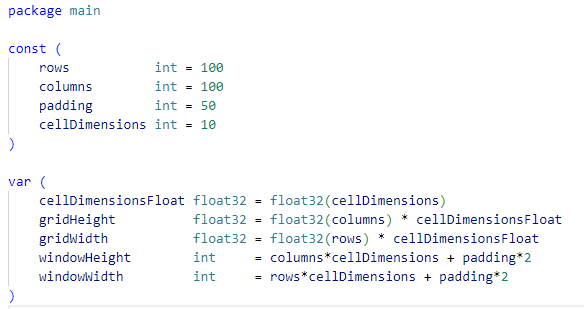 package main
const (
    rows           int = 100
    columns        int = 100
    padding        int = 50
    cellDimensions int = 10
)
var (
    cellDimensionsFloat float32 = float32(cellDimensions)
    gridHeight          float32 = float32(columns) * cellDimensionsFloat
    gridWidth           float32 = float32(rows) * cellDimensionsFloat
    windowHeight        int     = columns*cellDimensions + padding*2
    windowWidth         int     = rows*cellDimensions + padding*2
)